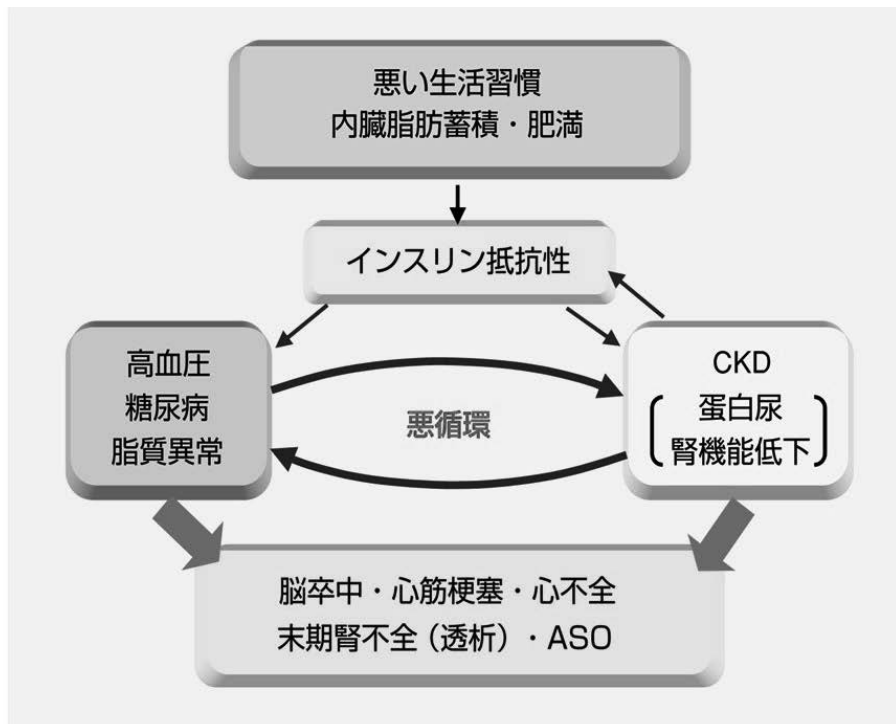 悪い生活習慣
内臓脂肪蓄積・肥満
インスリン抵抗性
高血圧
糖尿病
脂質異常
悪循環
CKD
蛋白尿
腎機能低下
脳卒中・心筋梗塞・心不全
末期腎不全(透析)・ASO